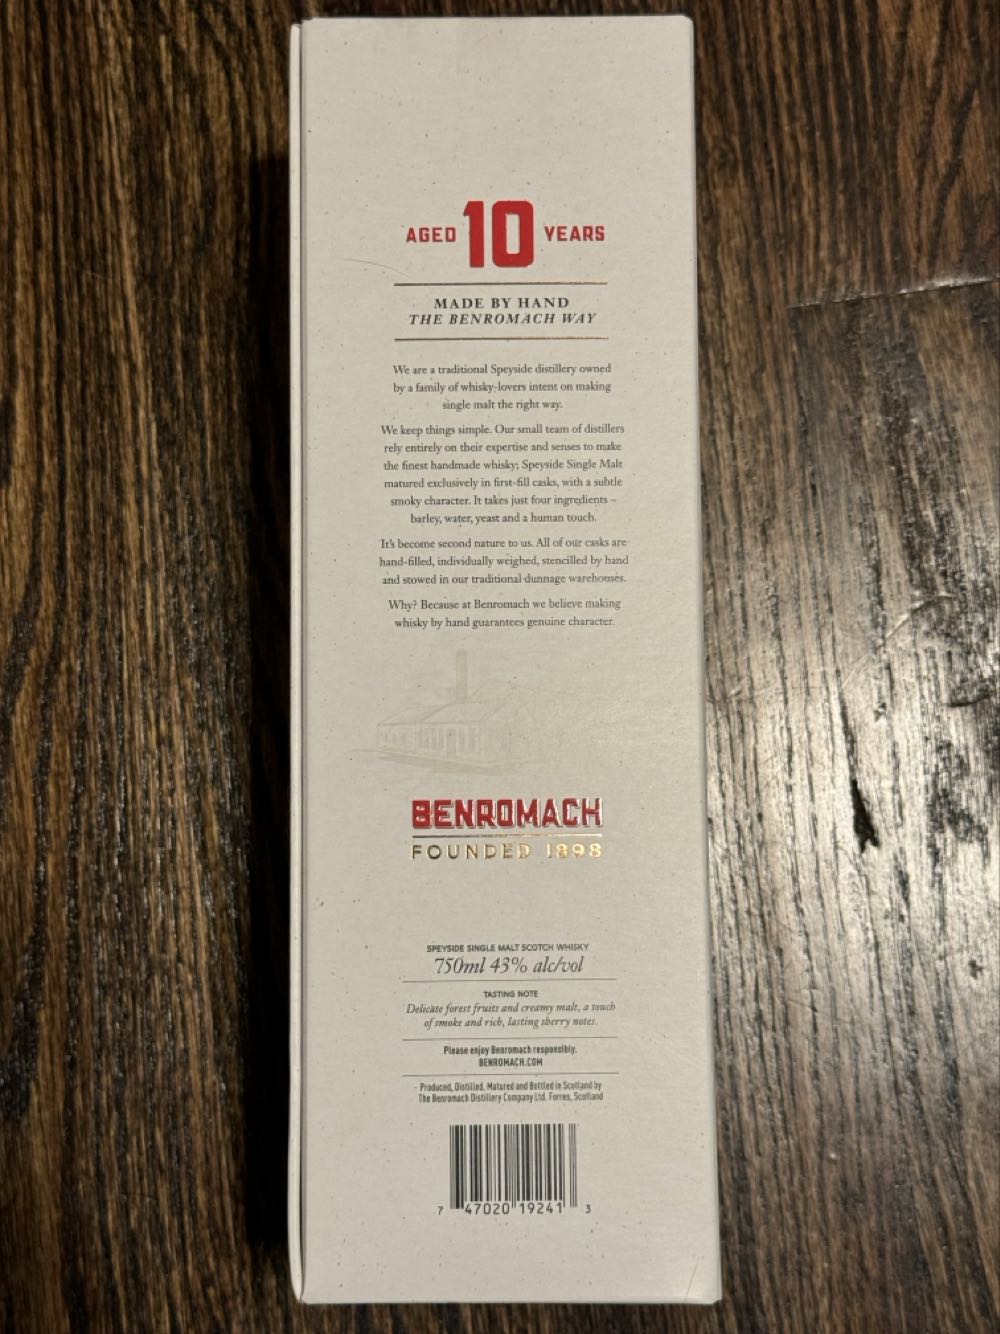 AGED 10 YEARS
MADE BY HAND
THE BENROMACH WAY
We are a traditional Speyside distillery owned
by a family of whisky-lovers intent on making
single malt the right way.
We keep things simple. Our small team of distillers
rely entirely on their expertise and senses to make
the finest handmade whisky; Speyside Single Malt
matured exclusively in first-fill casks, with a subtle
smoky character. It takes just four ingredients –
barley, water, yeast and a human touch.
It's become second nature to us. All of our casks are
hand-filled, individually weighed, stencilled by hand
and stowed in our traditional dunnage warehouses.
Why? Because at Benromach we believe making
whisky by hand guarantees genuine character.
BENROMACH
FOUNDED 1898
SPEYSIDE SINGLE MALT SCOTCH WHISKY
750ml 43% alc/vol
TASTING NOTE
Delicate forest fruits and creamy malt, a touch
of smoke and rich, lasting sherry notes.
Please enjoy Benromach responsibly.
BENROMACH.COM
Produced, Distilled, Matured and Bottled in Scotland by
The Benromach Distillery Company Ltd. Forres, Scotland
7 47020 19241 3